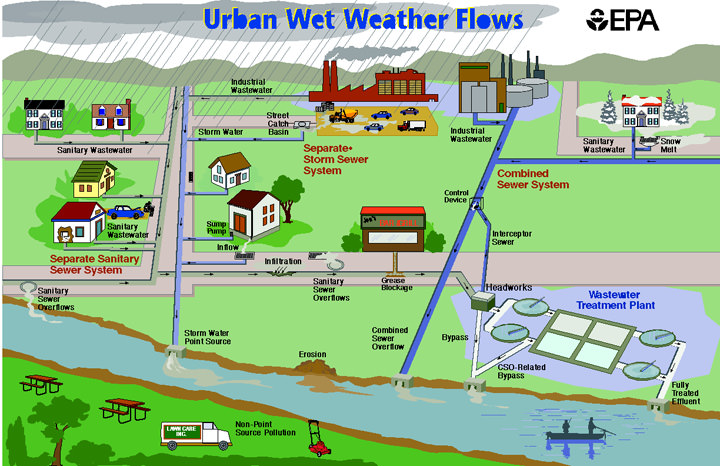 Urban Wet Weather Flows
EPA
Industrial
Wastewater
Street
Catch
Basin
Storm Water
Separate•
Storm Sewer
System
Industrial
Wastewater
Sanitary
Wastewater
Snow
Melt
Combined
Sewer System
Sanitary Wastewater
Control
Device
Interceptor
Sewer
Sanitary
Wastewater
Separate Sanitary
Sewer System
Sump
Pump
Inflow
Infiltration
Sanitary
Sewer
Overflows
Grease
Blockage
Headworks
Wastewater
Treatment Plant
Sanitary
Sewer
Overflows
Storm Water
Point Source
Erosion
Combined
Sewer
Overflow
Bypass
CSO-Related
Bypass
Fully
Treated
Effluent
LAWN CARE
INC.
Non-Point
Source Pollution